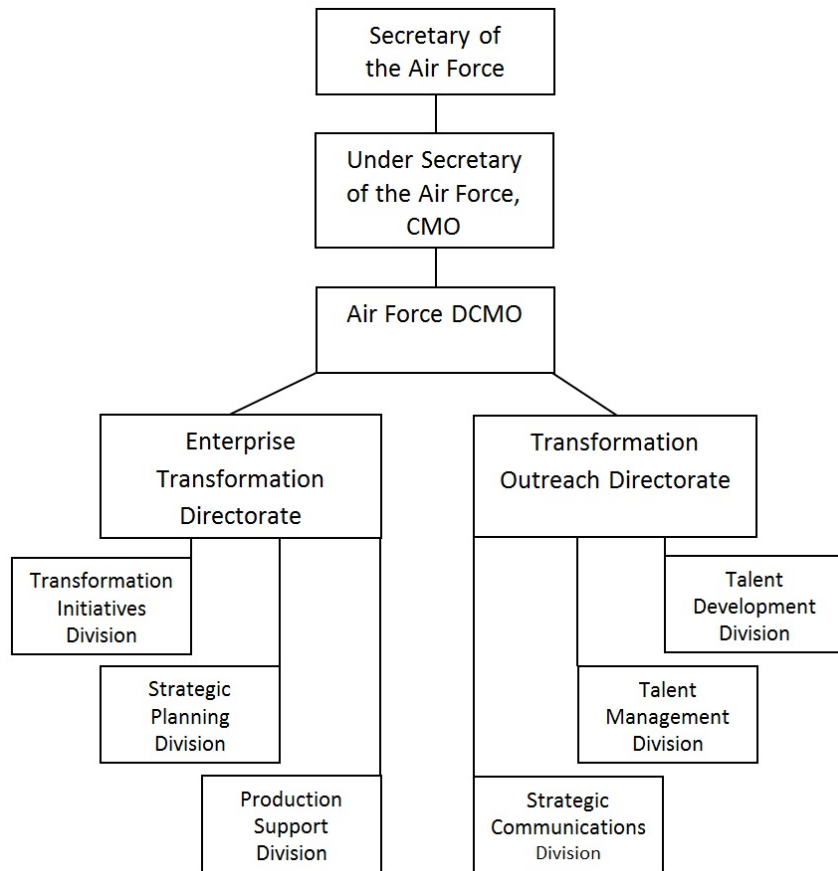 Secretary of
the Air Force
Under Secretary
of the Air Force,
CMO
Air Force DCMO
Enterprise
Transformation
Directorate
Transformation
Outreach Directorate
Transformation
Initiatives
Division
Talent
Development
Division
Strategic
Planning
Division
Talent
Management
Division
Production
Support
Division
Strategic
Communications
Division